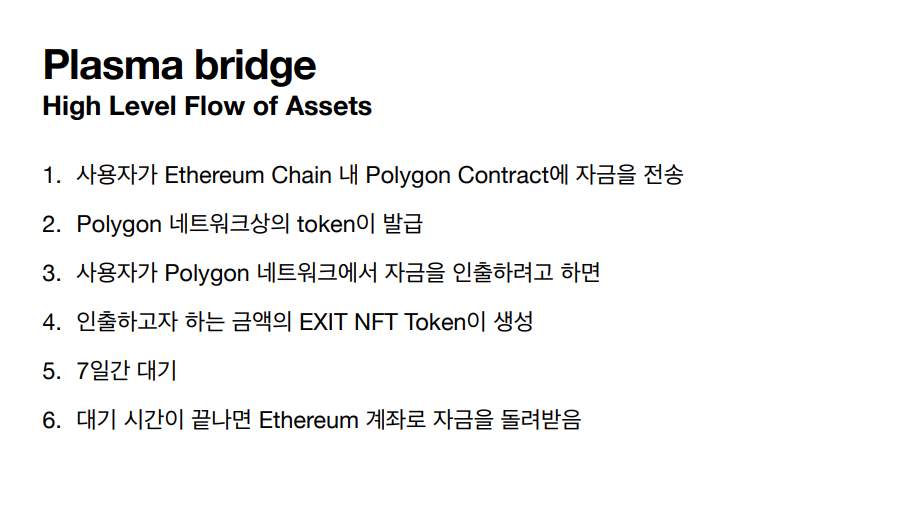 Plasma bridge
High Level Flow of Assets
1. 사용자가 Ethereum Chain 내 Polygon Contract에 자금을 전송
2. Polygon 네트워크상의 token이 발급
3. 사용자가 Polygon 네트워크에서 자금을 인출하려고 하면
4. 인출하고자 하는 금액의 EXIT NFT Token이 생성
5. 7일간 대기
6. 대기 시간이 끝나면 Ethereum 계좌로 자금을 돌려받음